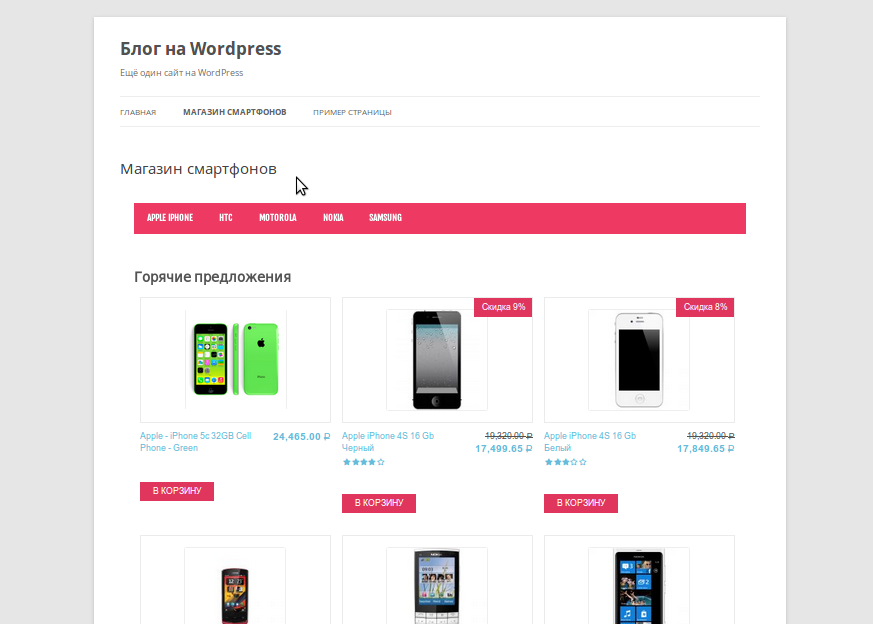 Блог на Wordpress
Ещё один сайт на WordPress
ГЛАВНАЯ МАГАЗИН СМАРТФОНОВ ПРИМЕР СТРАНИЦЫ
Магазин смартфонов
APPLE IPHONE HTC MOTOROLA NOKIA SAMSUNG
Горячие предложения
Скидка 9%
Скидка 8%
Apple - iPhone 5c 32GB Cell
Phone - Green
24,465.00 ₽
В КОРЗИНУ
Apple iPhone 4S 16 Gb
Черный
19,320.00 ₽
17,499.65 ₽
В КОРЗИНУ
Apple iPhone 4S 16 Gb
Белый
19,320.00 ₽
17,849.65 ₽
В КОРЗИНУ
NOKIA